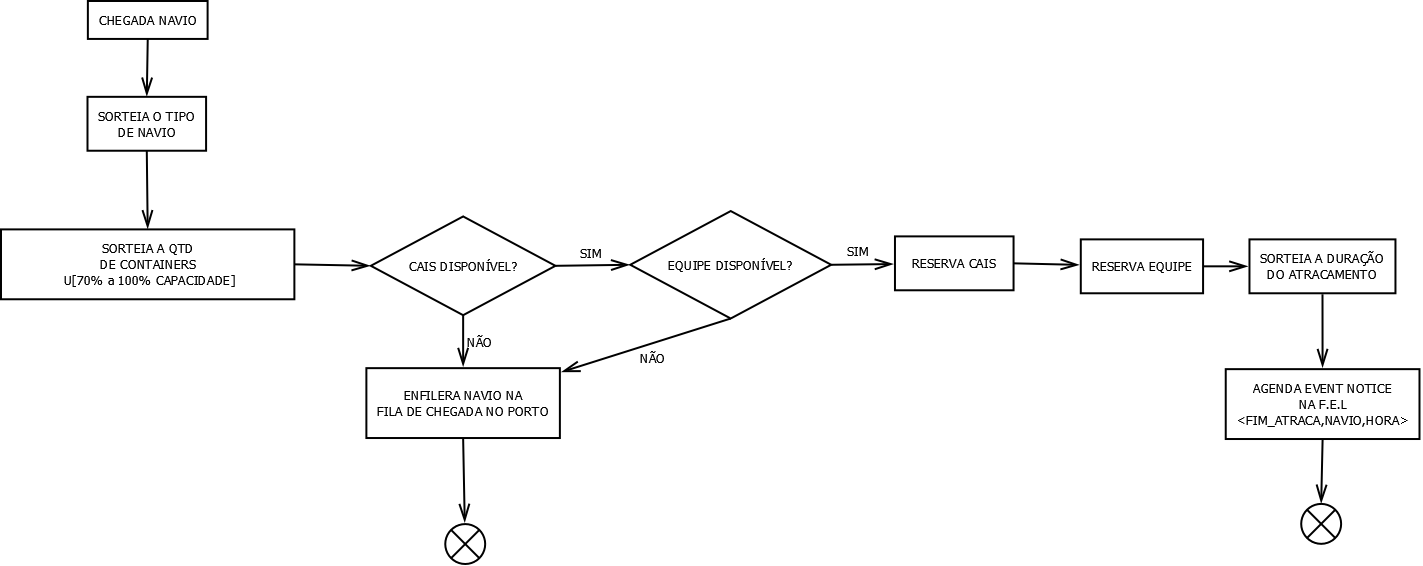 CHEGADA NAVIO
SORTEIA O TIPO
DE NAVIO
SORTEIA A QTD
DE CONTAINERS
U[70% a 100% CAPACIDADE]
CAIS DISPONÍVEL?
SIM
EQUIPE DISPONÍVEL?
SIM
RESERVA CAIS
RESERVA EQUIPE
SORTEIA A DURAÇÃO
DO ATRACAMENTO
NÃO
NÃO
ENFILERA NAVIO NA
FILA DE CHEGADA NO PORTO
AGENDA EVENT NOTICE
NA F.E.L
<FIM_ATRACA,NAVIO,HORA>